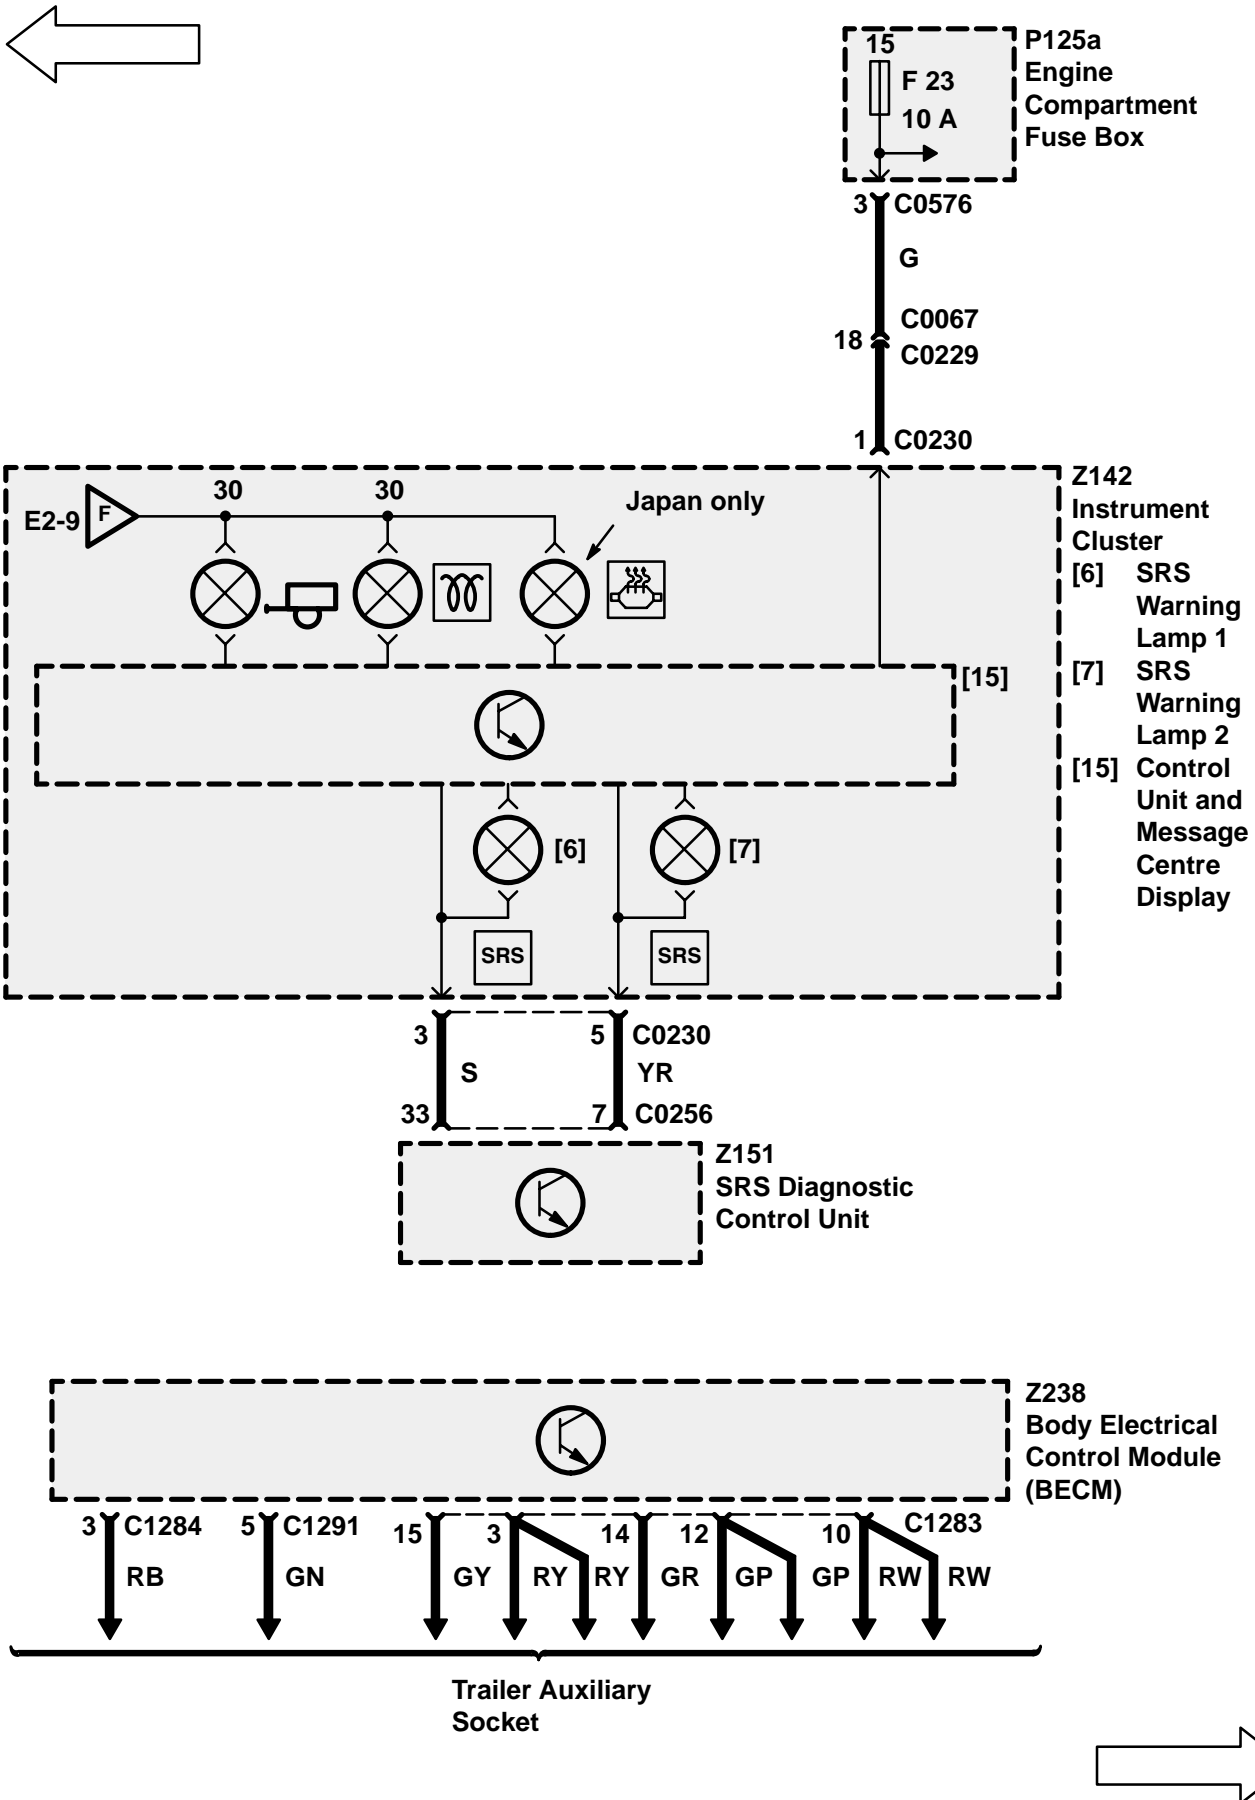 15
F 23
10 A
P125a
Engine
Compartment
Fuse Box
3 C0576
G
C0067
18
C0229
1 C0230
E2-9 F
30 30
Japan only
Z142
Instrument
Cluster
[6] SRS
Warning
Lamp 1
[7] SRS
Warning
Lamp 2
[15] Control
Unit and
Message
Centre
Display
[15]
[6] [7]
SRS SRS
3 5 C0230
S YR
33 7 C0256
Z151
SRS Diagnostic
Control Unit
Z238
Body Electrical
Control Module
(BECM)
3 C1284 5 C1291 15 3 14 12 10 C1283
RB GN GY RY RY GR GP GP RW RW
Trailer Auxiliary
Socket